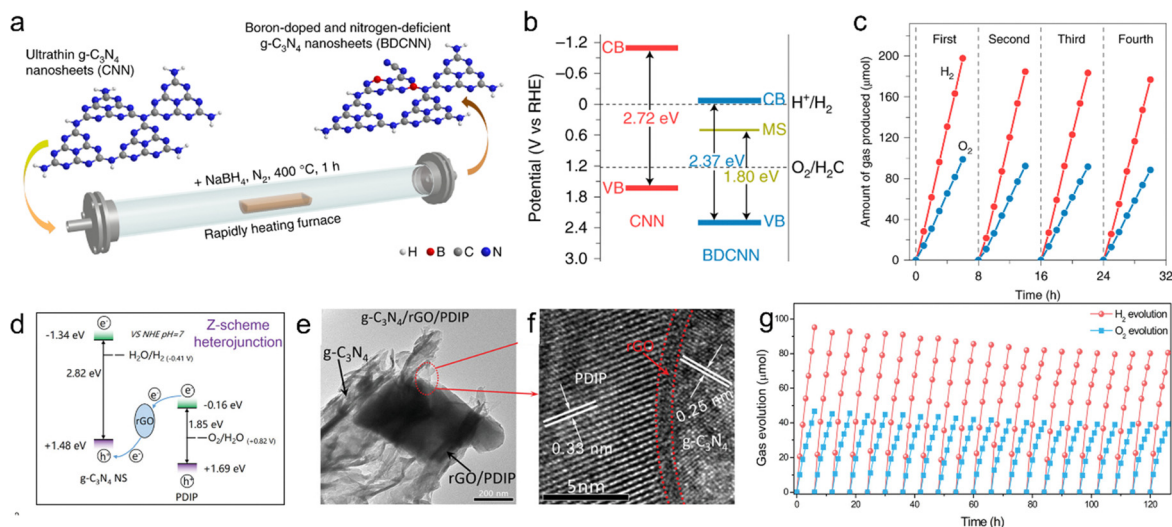 a
Ultrathin g-C₃N₄
nanosheets (CNN)
Boron-doped and nitrogen-deficient
g-C₃N₄ nanosheets (BDCNN)
+ NaBH₄, N₂, 400 °C, 1 h
Rapidly heating furnace
H B C N
b
Potential (V vs RHE)
−1.2
−0.6
0
0.6
1.2
1.8
2.4
3.0
CB
2.72 eV
VB
CNN
CB
MS
2.37 eV
1.80 eV
VB
BDCNN
H⁺/H₂
O₂/H₂C
c
Amount of gas produced (μmol)
240
200
160
120
80
40
0
First Second Third Fourth
H₂
O₂
0 8 16 24 32
Time (h)
d
VS NHE pH=7
Z-scheme
heterojunction
e⁻
-1.34 eV
H₂O/H₂ (-0.41 V)
2.82 eV
e⁻
e⁻
-0.16 eV
rGO
1.85 eV
O₂/H₂O (+0.82 V)
+1.48 eV
h⁺
e⁻
+1.69 eV
h⁺
g-C₃N₄ NS
PDIP
e
g-C₃N₄/rGO/PDIP
g-C₃N₄
rGO/PDIP
200 nm
f
rGO
PDIP
0.25 nm
0.33 nm
g-C₃N₄
5nm
g
H₂ evolution
O₂ evolution
Gas evolution (μmol)
100
80
60
40
20
0
0 10 20 30 40 50 60 70 80 90 100 110 120
Time (h)